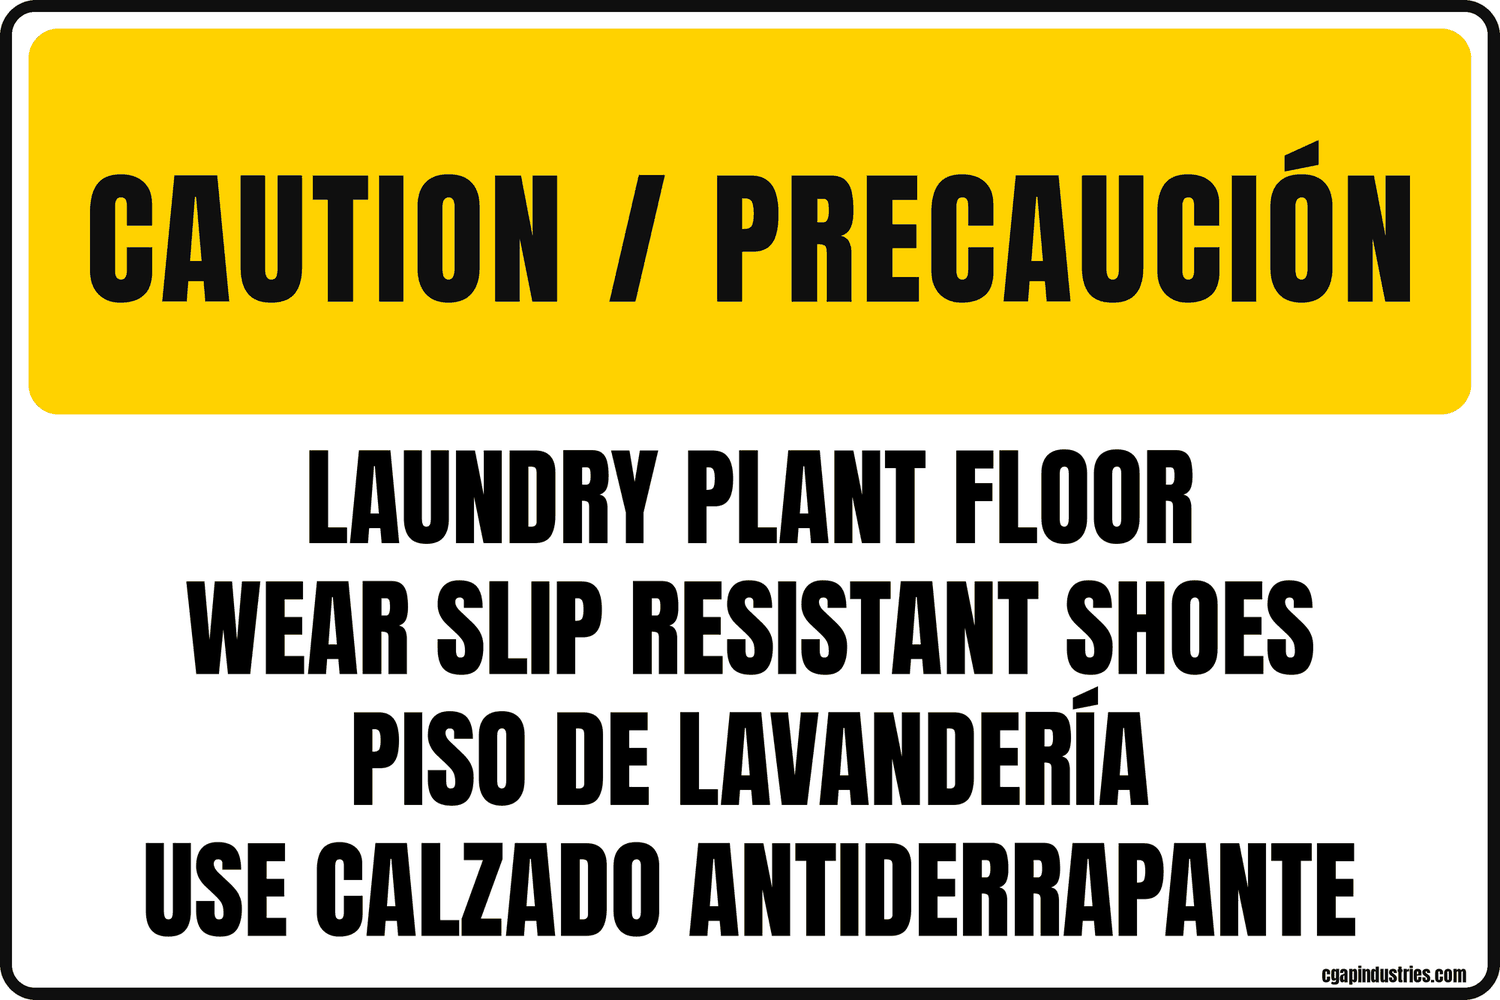 CAUTION / PRECAUCIÓN
LAUNDRY PLANT FLOOR
WEAR SLIP RESISTANT SHOES
PISO DE LAVANDERÍA
USE CALZADO ANTIDERRAPANTE
cgapindustries.com